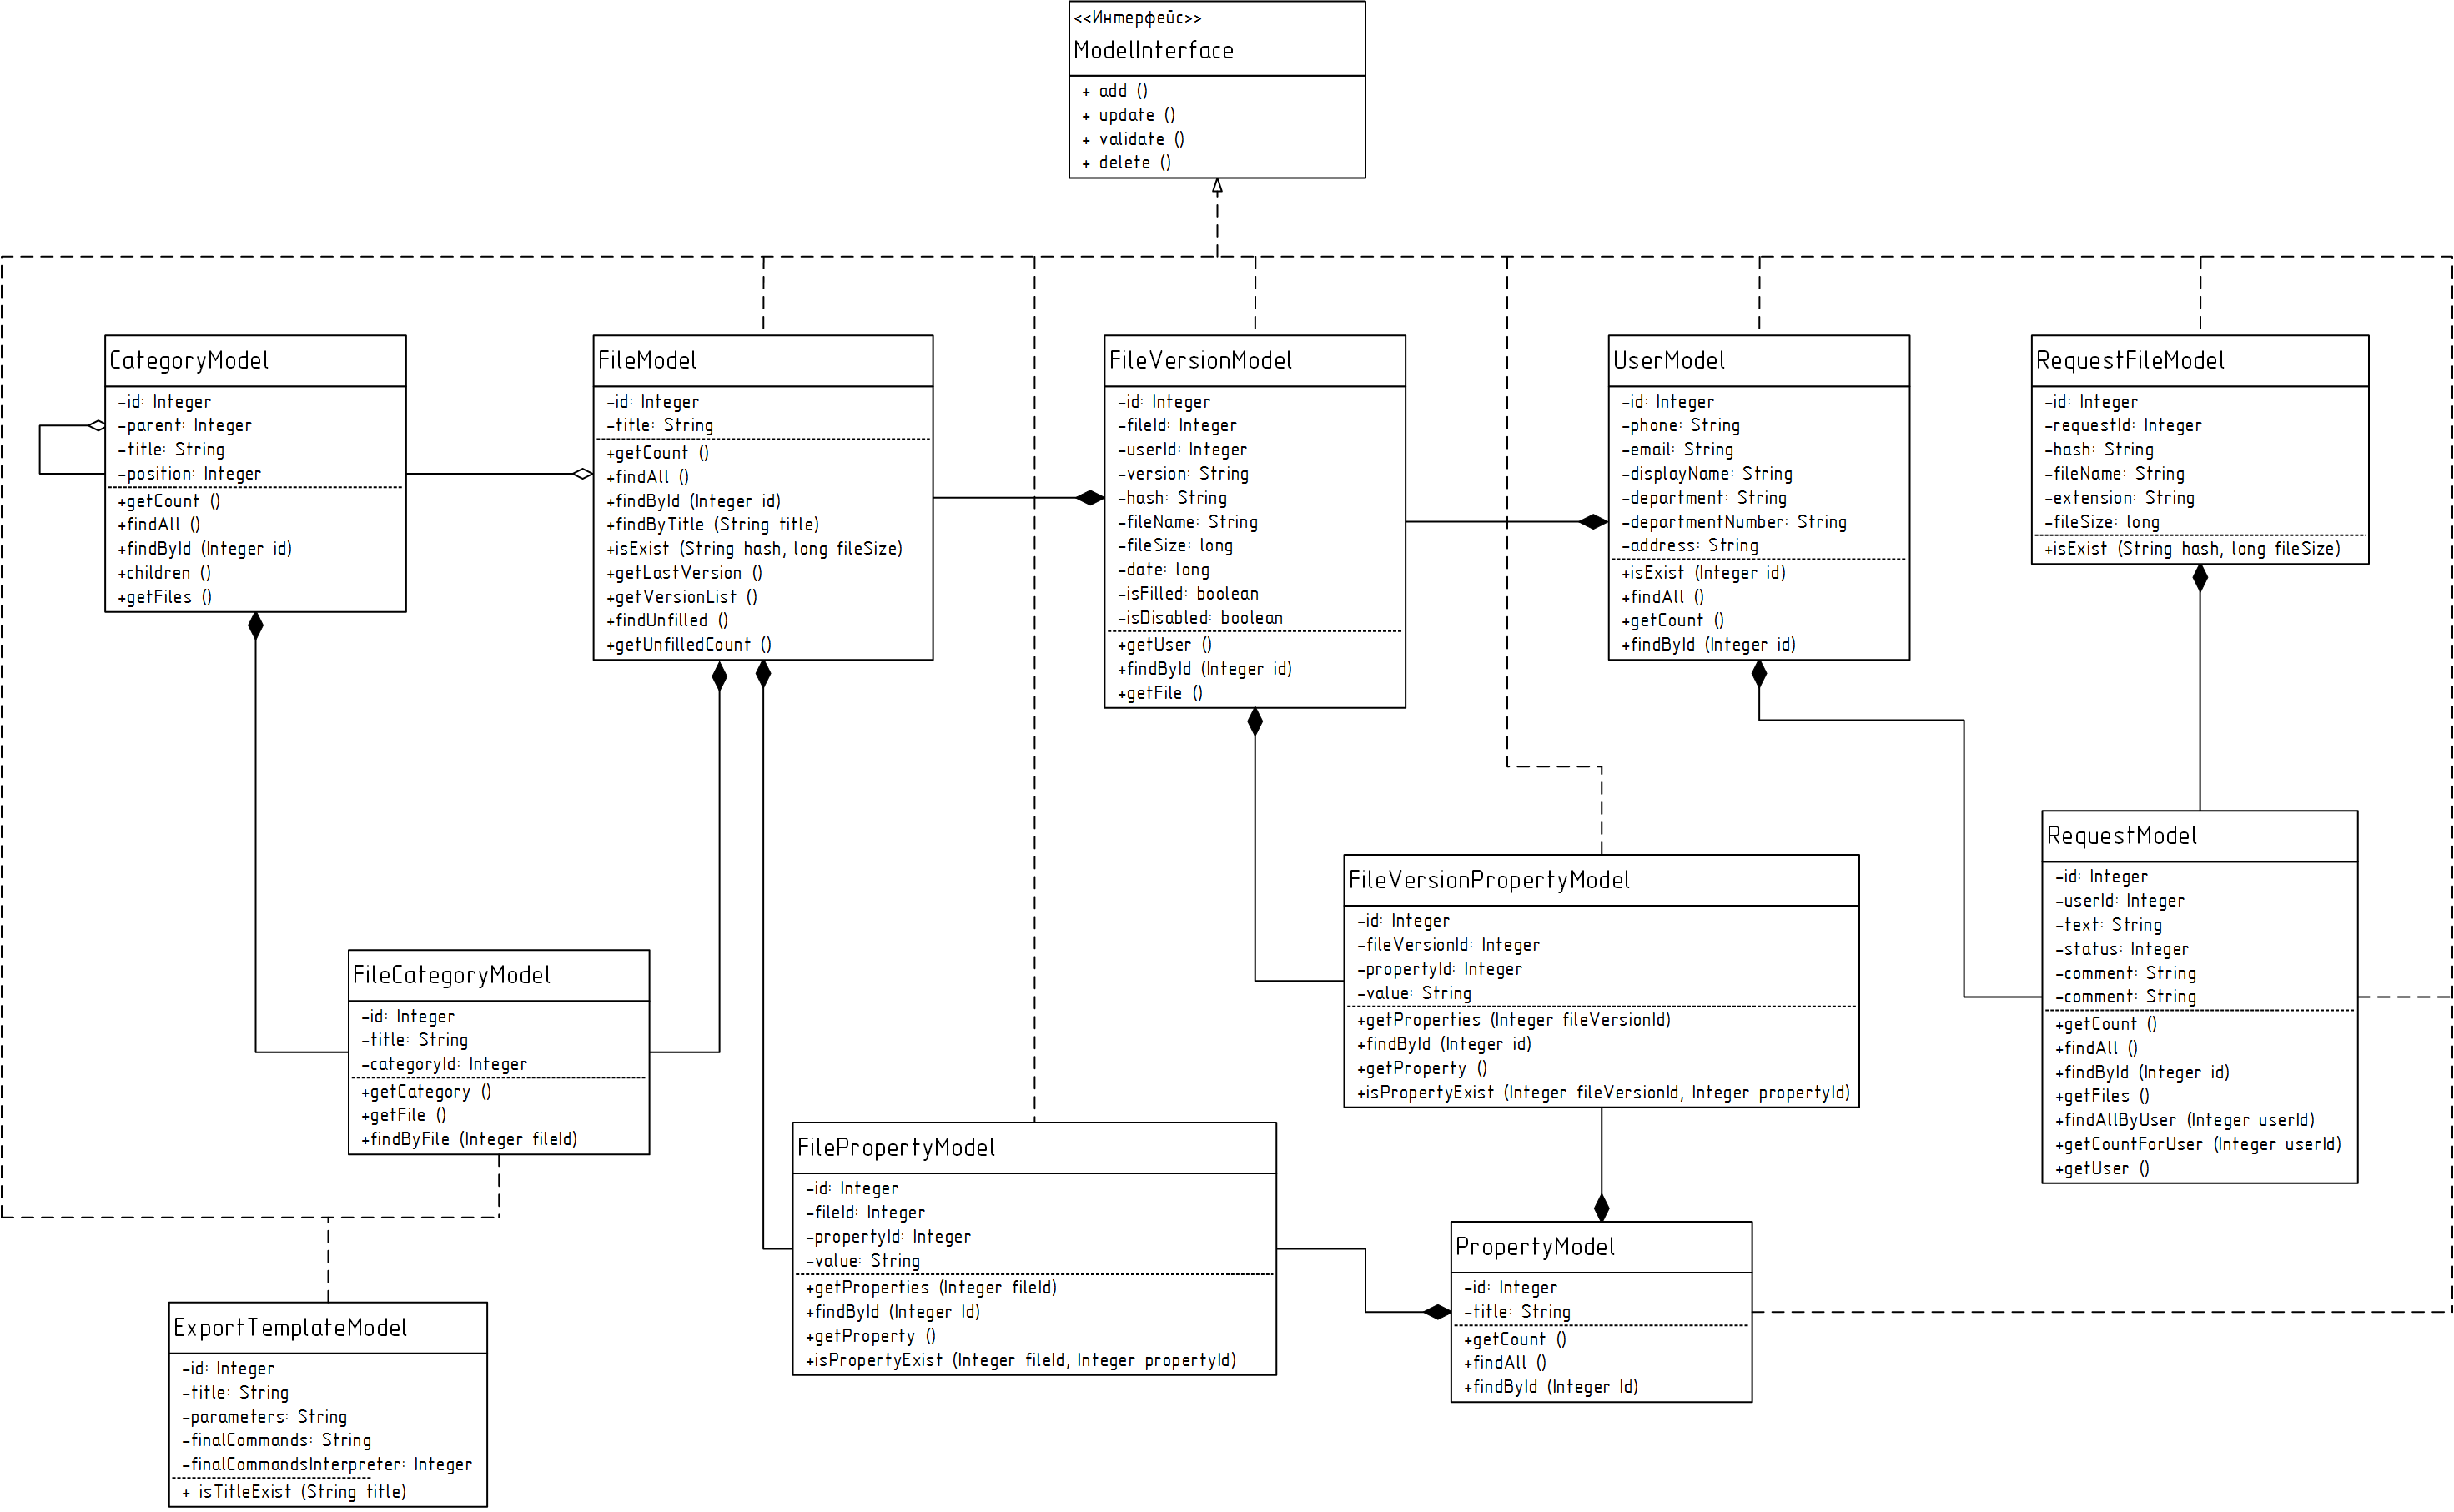 <<Интерфейс>>
ModelInterface
+ add ()
+ update ()
+ validate ()
+ delete ()
CategoryModel
-id: Integer
-parent: Integer
-title: String
-position: Integer
+getCount ()
+findAll ()
+findById (Integer id)
+children ()
+getFiles ()
FileModel
-id: Integer
-title: String
+getCount ()
+findAll ()
+findById (Integer id)
+findByTitle (String title)
+isExist (String hash, long fileSize)
+getLastVersion ()
+getVersionList ()
+findUnfilled ()
+getUnfilledCount ()
FileVersionModel
-id: Integer
-fileId: Integer
-userId: Integer
-version: String
-hash: String
-fileName: String
-fileSize: long
-date: long
-isFilled: boolean
-isDisabled: boolean
+getUser ()
+findById (Integer id)
+getFile ()
UserModel
-id: Integer
-phone: String
-email: String
-displayName: String
-department: String
-departmentNumber: String
-address: String
+isExist (Integer id)
+findAll ()
+getCount ()
+findById (Integer id)
RequestFileModel
-id: Integer
-requestId: Integer
-hash: String
-fileName: String
-extension: String
-fileSize: long
+isExist (String hash, long fileSize)
FileVersionPropertyModel
-id: Integer
-fileVersionId: Integer
-propertyId: Integer
-value: String
+getProperties (Integer fileVersionId)
+findById (Integer id)
+getProperty ()
+isPropertyExist (Integer fileVersionId, Integer propertyId)
RequestModel
-id: Integer
-userId: Integer
-text: String
-status: Integer
-comment: String
-comment: String
+getCount ()
+findAll ()
+findById (Integer id)
+getFiles ()
+findAllByUser (Integer userId)
+getCountForUser (Integer userId)
+getUser ()
FileCategoryModel
-id: Integer
-title: String
-categoryId: Integer
+getCategory ()
+getFile ()
+findByFile (Integer fileId)
FilePropertyModel
-id: Integer
-fileId: Integer
-propertyId: Integer
-value: String
+getProperties (Integer fileId)
+findById (Integer Id)
+getProperty ()
+isPropertyExist (Integer fileId, Integer propertyId)
PropertyModel
-id: Integer
-title: String
+getCount ()
+findAll ()
+findById (Integer Id)
ExportTemplateModel
-id: Integer
-title: String
-parameters: String
-finalCommands: String
-finalCommandsInterpreter: Integer
+ isTitleExist (String title)